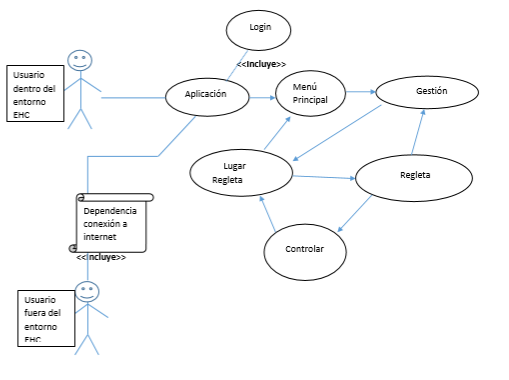 Login
<<Incluye>>
Usuario
dentro del
entorno
EHC
Aplicación
Menú
Principal
Gestión
Lugar
Regleta
Regleta
Dependencia
conexión a
internet
<<Incluye>>
Controlar
Usuario
fuera del
entorno
EHC